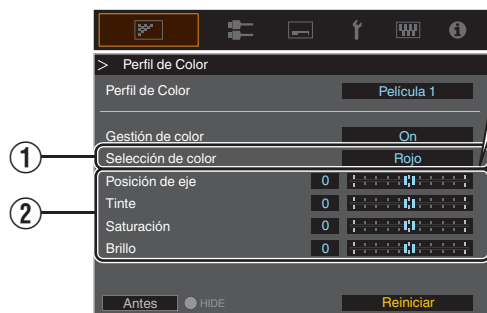 > Perfil de Color
Perfil de Color Película 1
Gestión de color On
① Selección de color Rojo
② Posición de eje 0
Tinte 0
Saturación 0
Brillo 0
Antes HIDE Reiniciar